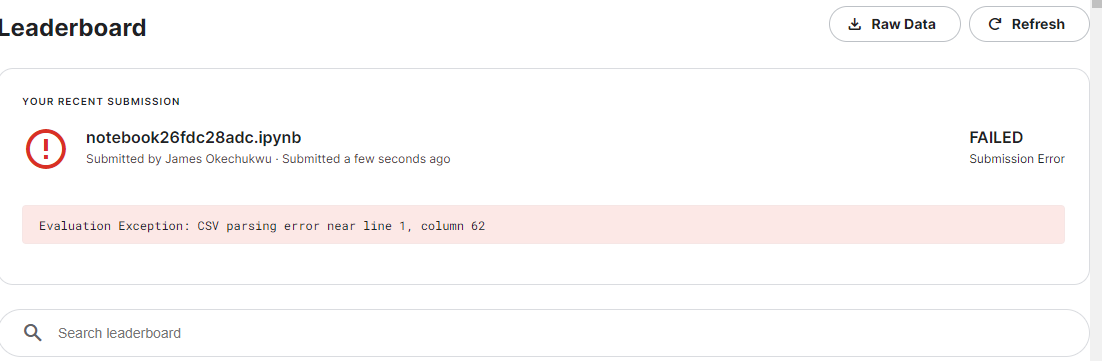 Leaderboard
Raw Data
Refresh
YOUR RECENT SUBMISSION
notebook26fdc28adc.ipynb
FAILED
Submitted by James Okechukwu · Submitted a few seconds ago
Submission Error
Evaluation Exception: CSV parsing error near line 1, column 62
Search leaderboard